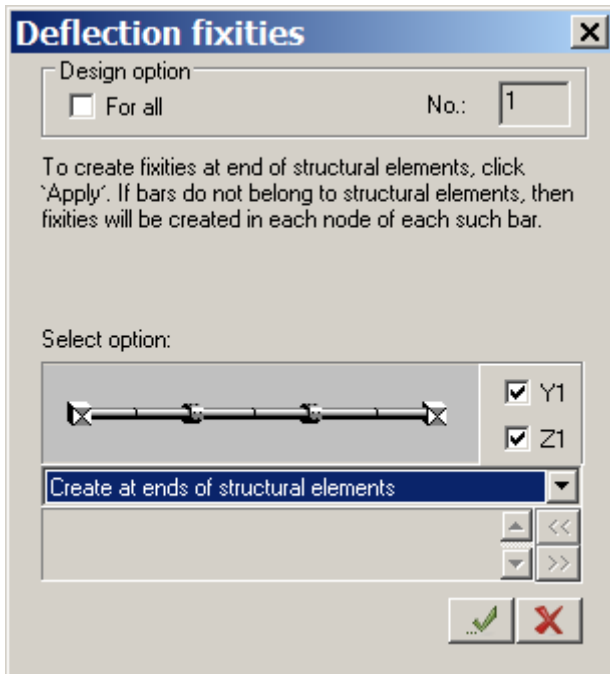 Deflection fixities
Design option
For all
No.:
1
To create fixities at end of structural elements, click
`Apply´. If bars do not belong to structural elements, then
fixities will be created in each node of each such bar.
Select option:
Y1
Z1
Create at ends of structural elements
<<
>>